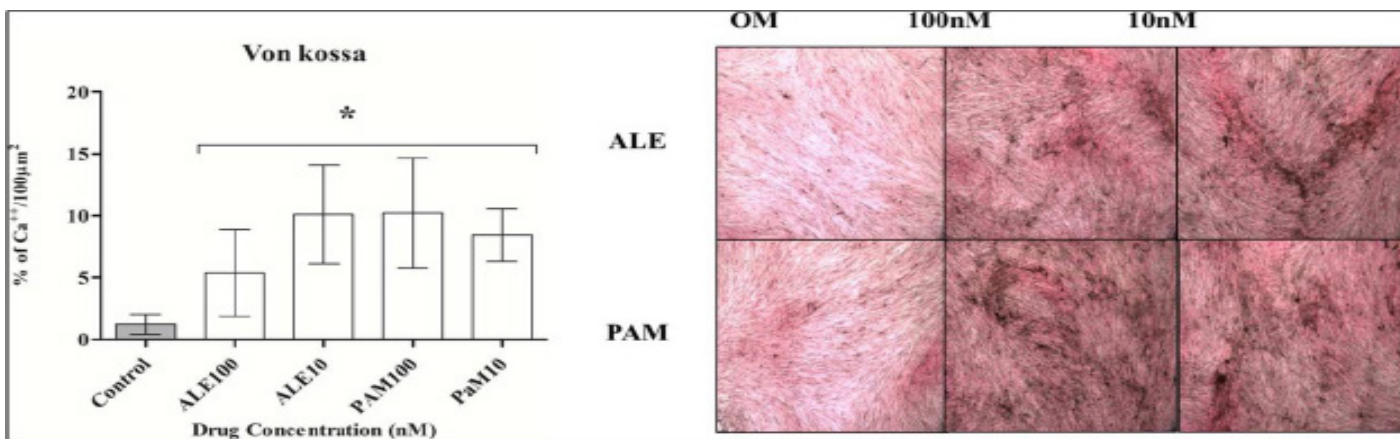 Von kossa
% of Ca++/100µm²
20
15
10
5
0
*
Control
ALE100
ALE10
PAM100
PaM10
Drug Concentration (nM)
OM 100nM 10nM
ALE
PAM